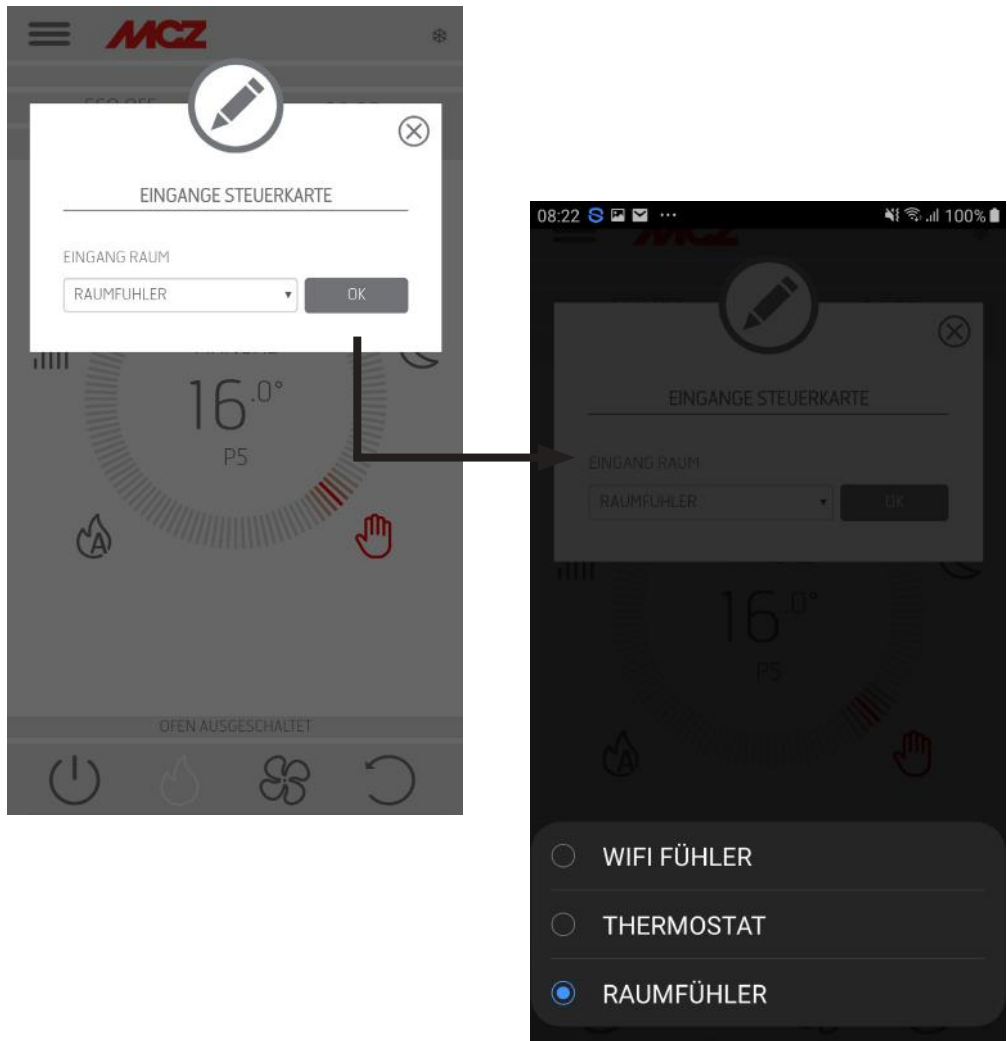 MCZ
EINGANGE STEUERKARTE
EINGANG RAUM
RAUMFUHLER
OK
16.0°
P5
A
OFEN AUSGESCHALTET
08:22 100%
MCZ
EINGANGE STEUERKARTE
EINGANG RAUM
RAUMFUHLER
OK
16.0°
P5
A
WIFI FÜHLER
THERMOSTAT
RAUMFÜHLER